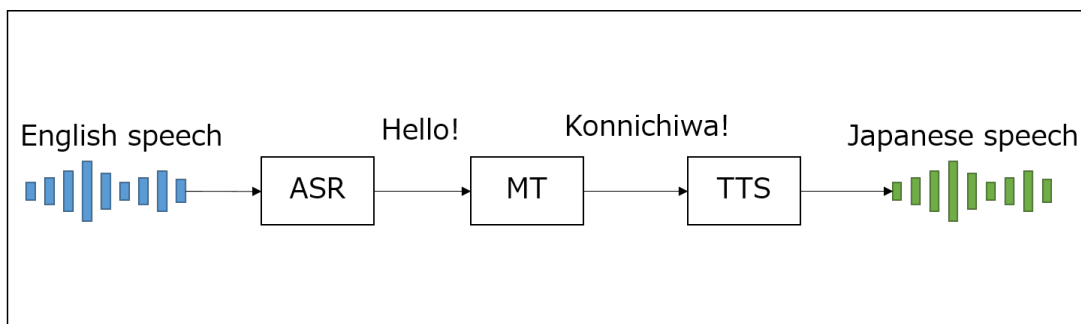 English speech
Hello!
Konnichiwa!
Japanese speech
ASR
MT
TTS